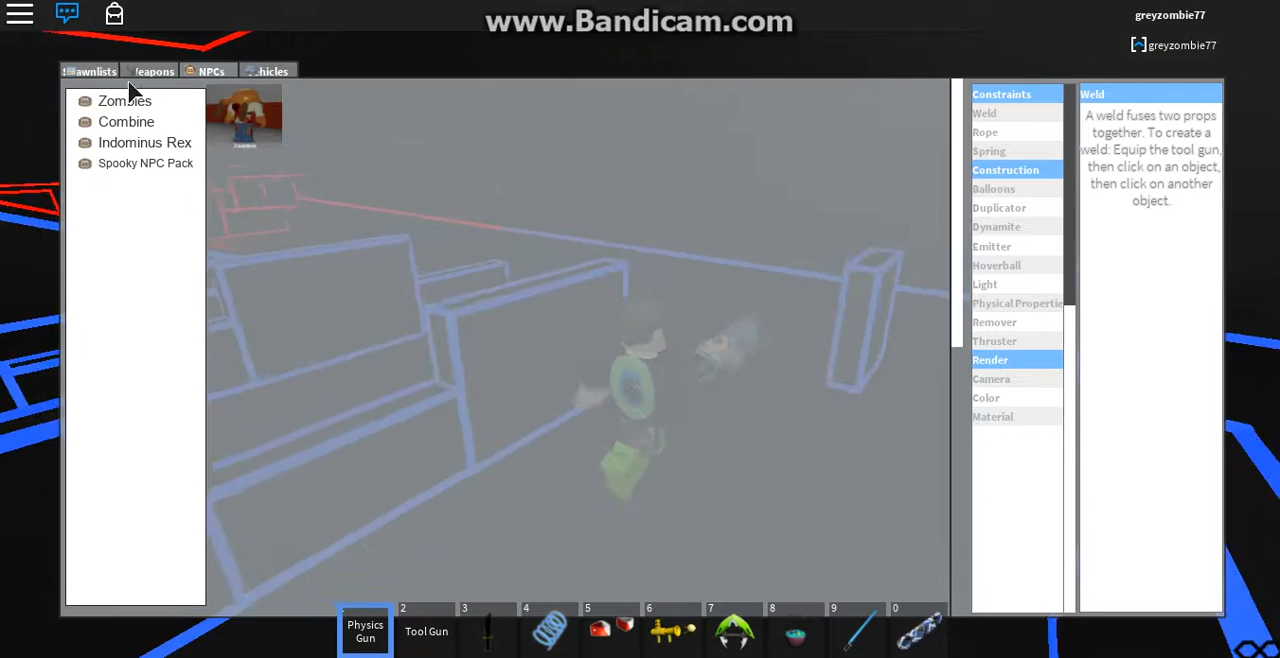 www.Bandicam.com
greyzombie77
greyzombie77
NPCs
Zombies
Combine
Indominus Rex
Spooky NPC Pack
Constraints
Weld
Rope
Spring
Construction
Balloons
Duplicator
Dynamite
Emitter
Hoverball
Light
Physical Propertie
Remover
Thruster
Render
Camera
Color
Material
Weld
A weld fuses two props
together. To create a
weld: Equip the tool gun,
then click on an object,
then click on another
object.
Physics
Gun
2
Tool Gun
3
4
5
6
7
8
9
0